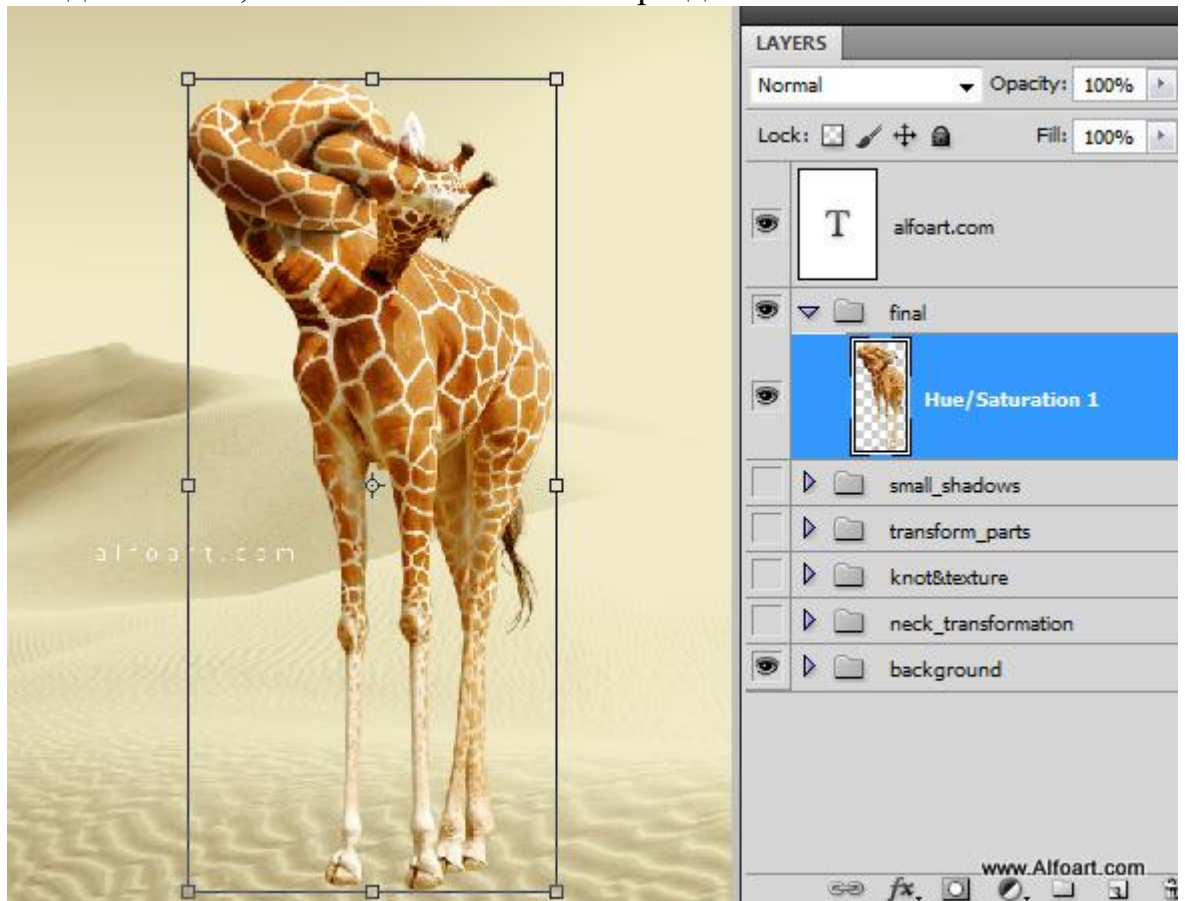 LAYERS
Normal Opacity: 100%
Lock: Fill: 100%
T alfoart.com
final
Hue/Saturation 1
small_shadows
transform_parts
knot&texture
neck_transformation
background
alfoart.com
www.Alfoart.com
fx.